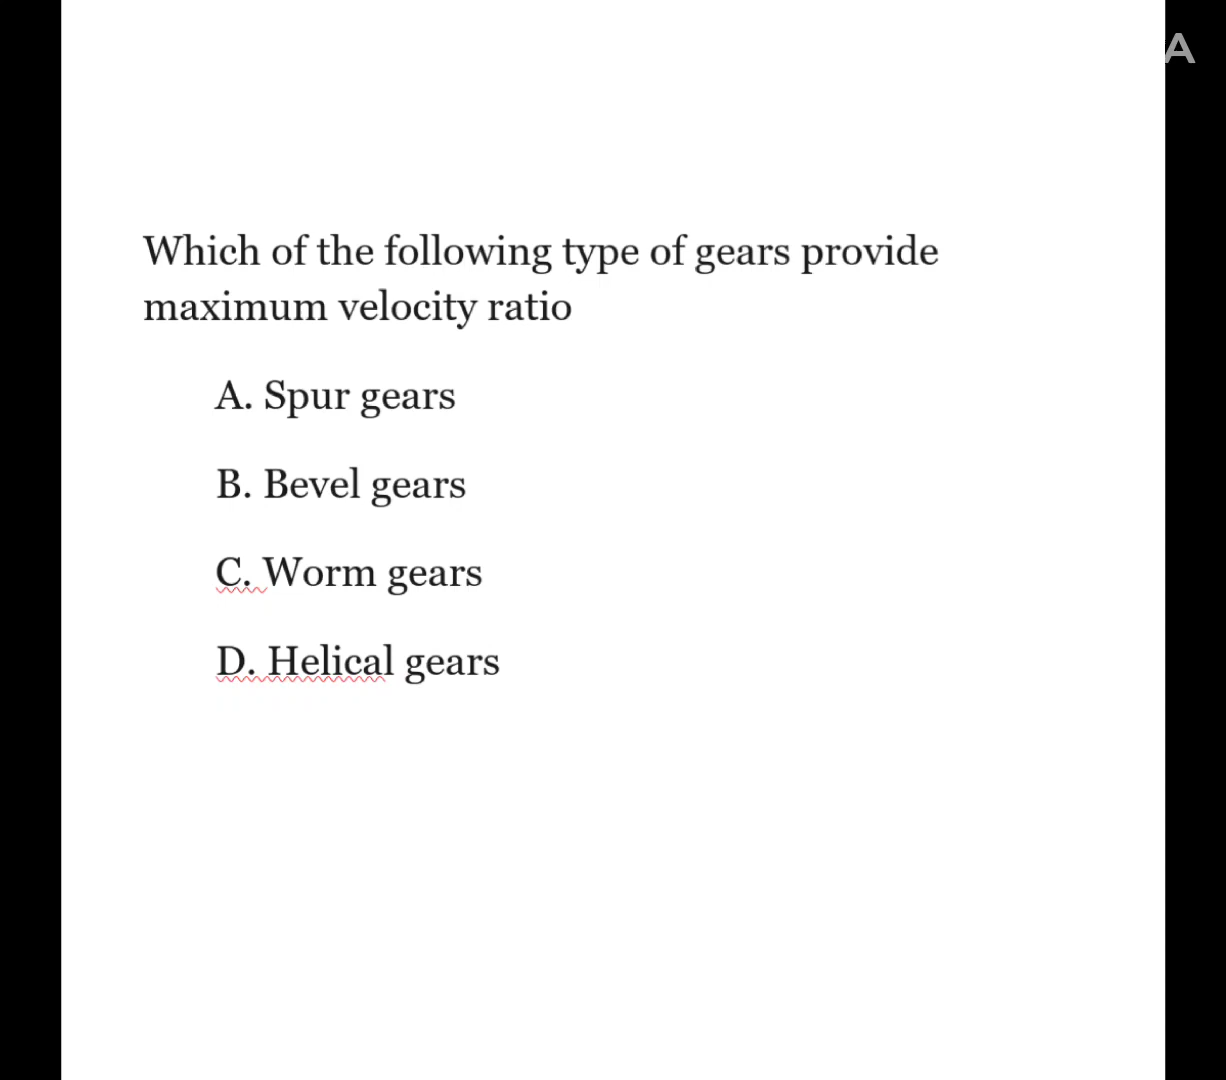 A
Which of the following type of gears provide
maximum velocity ratio
A. Spur gears
B. Bevel gears
C. Worm gears
D. Helical gears